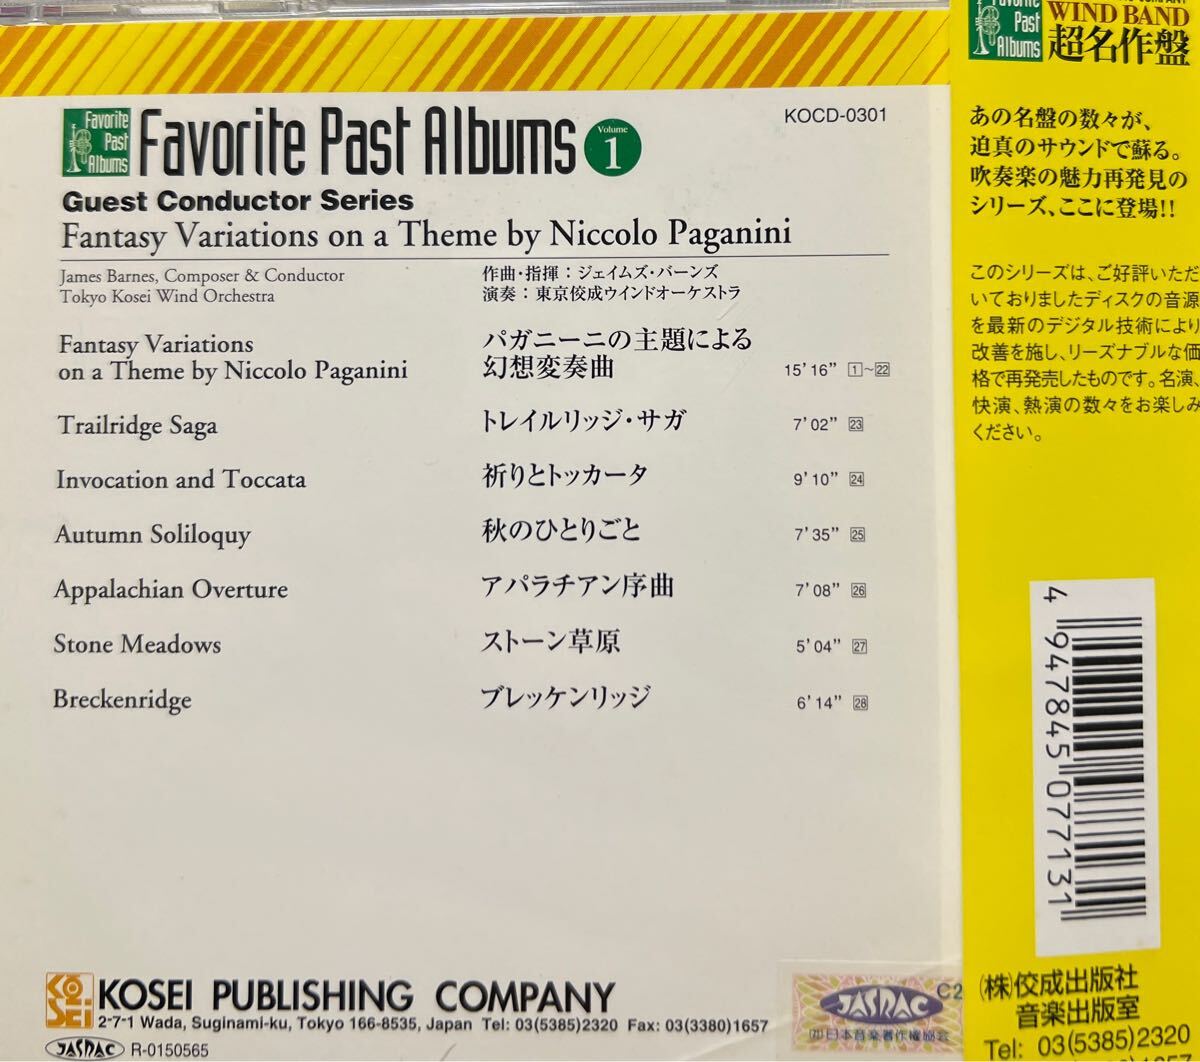 Favorite
Past
Albums
Favorite Past Albums
Volume
1
KOCD-0301
Guest Conductor Series
Fantasy Variations on a Theme by Niccolo Paganini
James Barnes, Composer & Conductor
Tokyo Kosei Wind Orchestra
作曲・指揮：ジェイムズ・バーンズ
演奏：東京佼成ウインドオーケストラ
Fantasy Variations
on a Theme by Niccolo Paganini
パガニーニの主題による
幻想変奏曲
15’16” 1~22
Trailridge Saga トレイルリッジ・サガ 7’02” 23
Invocation and Toccata 祈りとトッカータ 9’10” 24
Autumn Soliloquy 秋のひとりごと 7’35” 25
Appalachian Overture アパラチアン序曲 7’08” 26
Stone Meadows ストーン草原 5’04” 27
Breckenridge ブレッケンリッジ 6’14” 28
KOSEI
KOSEI PUBLISHING COMPANY
2-7-1 Wada, Suginami-ku, Tokyo 166-8535, Japan Tel: 03(5385)2320 Fax: 03(3380)1657
JASRAC R-0150565
JASRAC
日本音楽著作権協会
Past
Albums
WIND BAND
超名作盤
あの名盤の数々が、
迫真のサウンドで蘇る。
吹奏楽の魅力再発見の
シリーズ、ここに登場!!
このシリーズは、ご好評いただ
いておりましたディスクの音源
を最新のデジタル技術により
改善を施し、リーズナブルな価
格で再発売したものです。名演、
快演、熱演の数々をお楽しみ
ください。
4 947845 077131
(株)佼成出版社
音楽出版室
Tel: 03(5385)2320